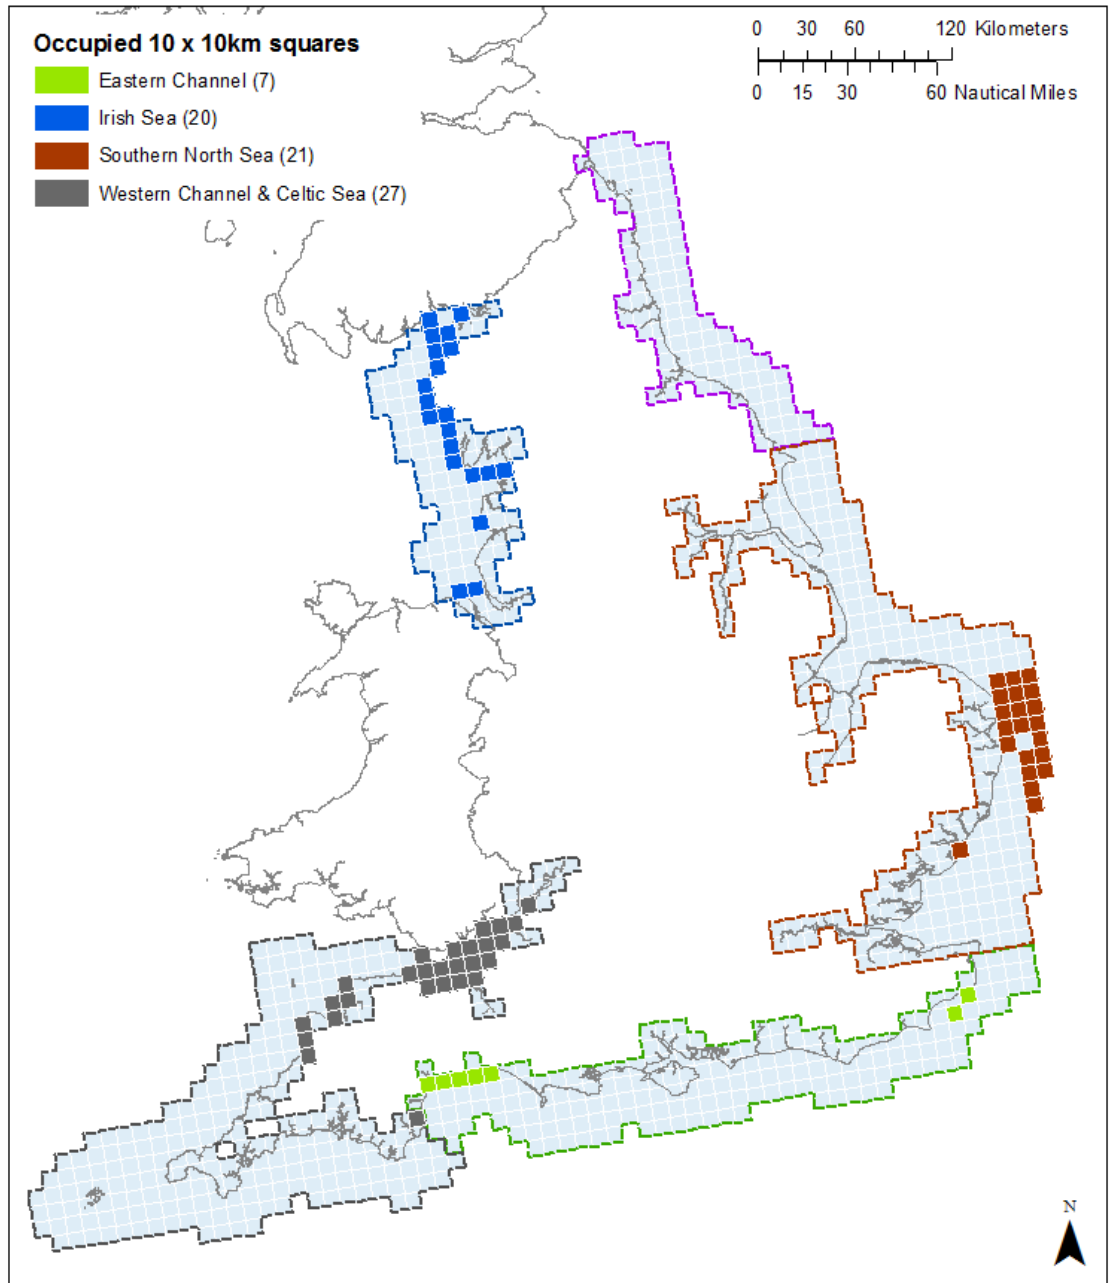 Occupied 10 x 10km squares
Eastern Channel (7)
Irish Sea (20)
Southern North Sea (21)
Western Channel & Celtic Sea (27)
0 30 60 120 Kilometers
0 15 30 60 Nautical Miles
N